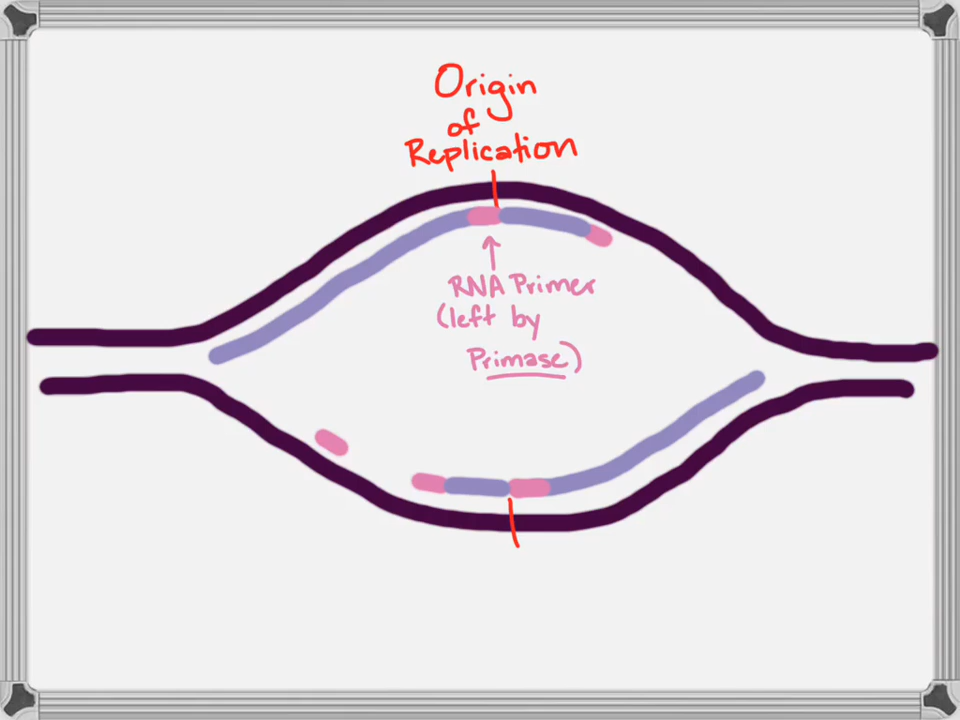 Origin
of
Replication
RNA Primer
(left by
Primase)